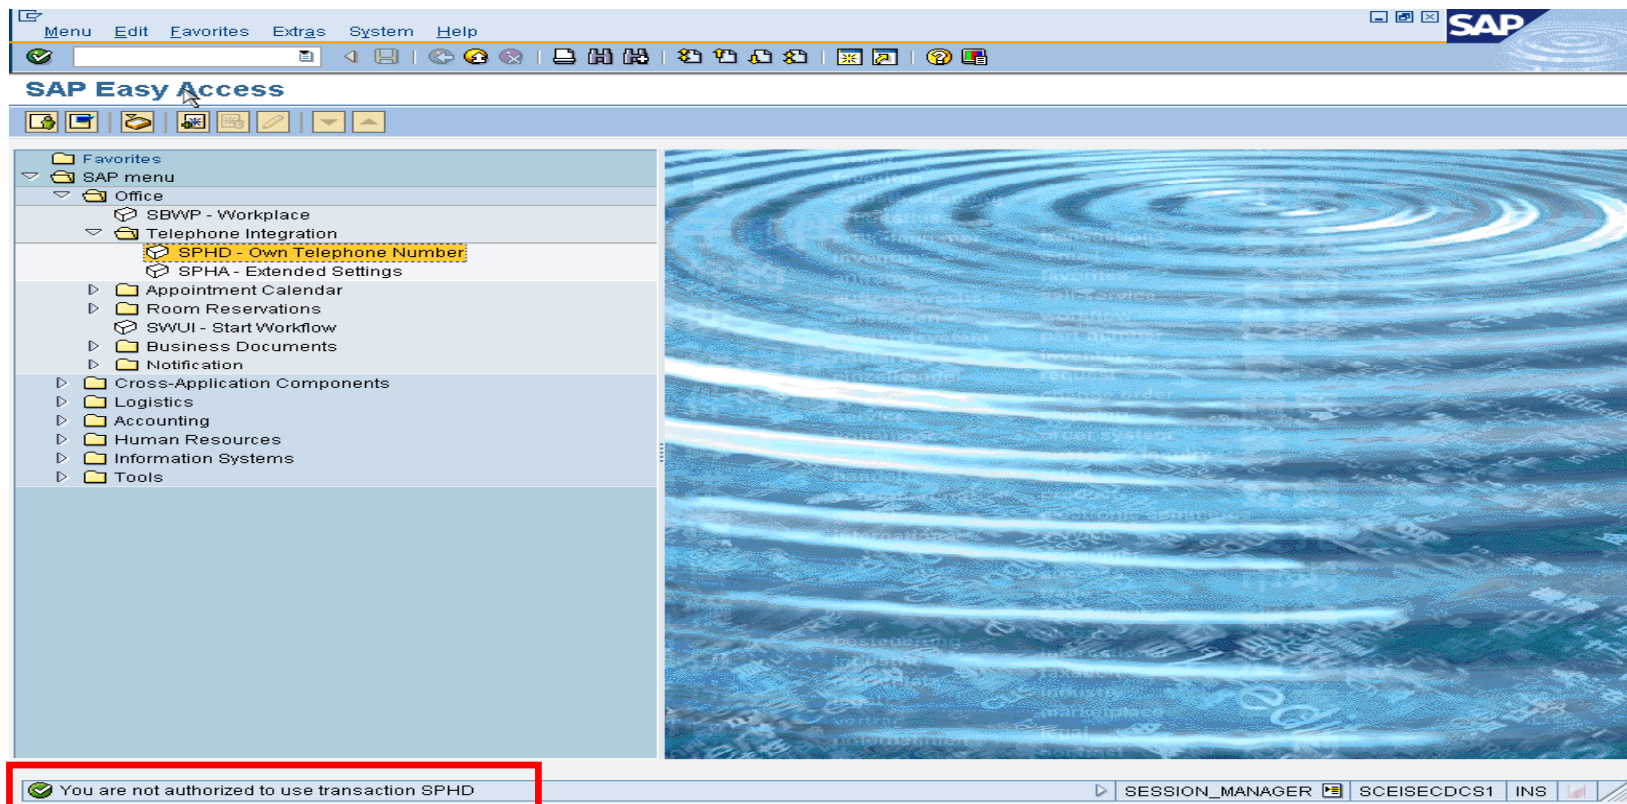 Menu Edit Favorites Extras System Help
SAP
SAP Easy Access
Favorites
SAP menu
Office
SBWP - Workplace
Telephone Integration
SPHD - Own Telephone Number
SPHA - Extended Settings
Appointment Calendar
Room Reservations
SWUI - Start Workflow
Business Documents
Notification
Cross-Application Components
Logistics
Accounting
Human Resources
Information Systems
Tools
You are not authorized to use transaction SPHD
SESSION_MANAGER SCEISECDCS1 INS